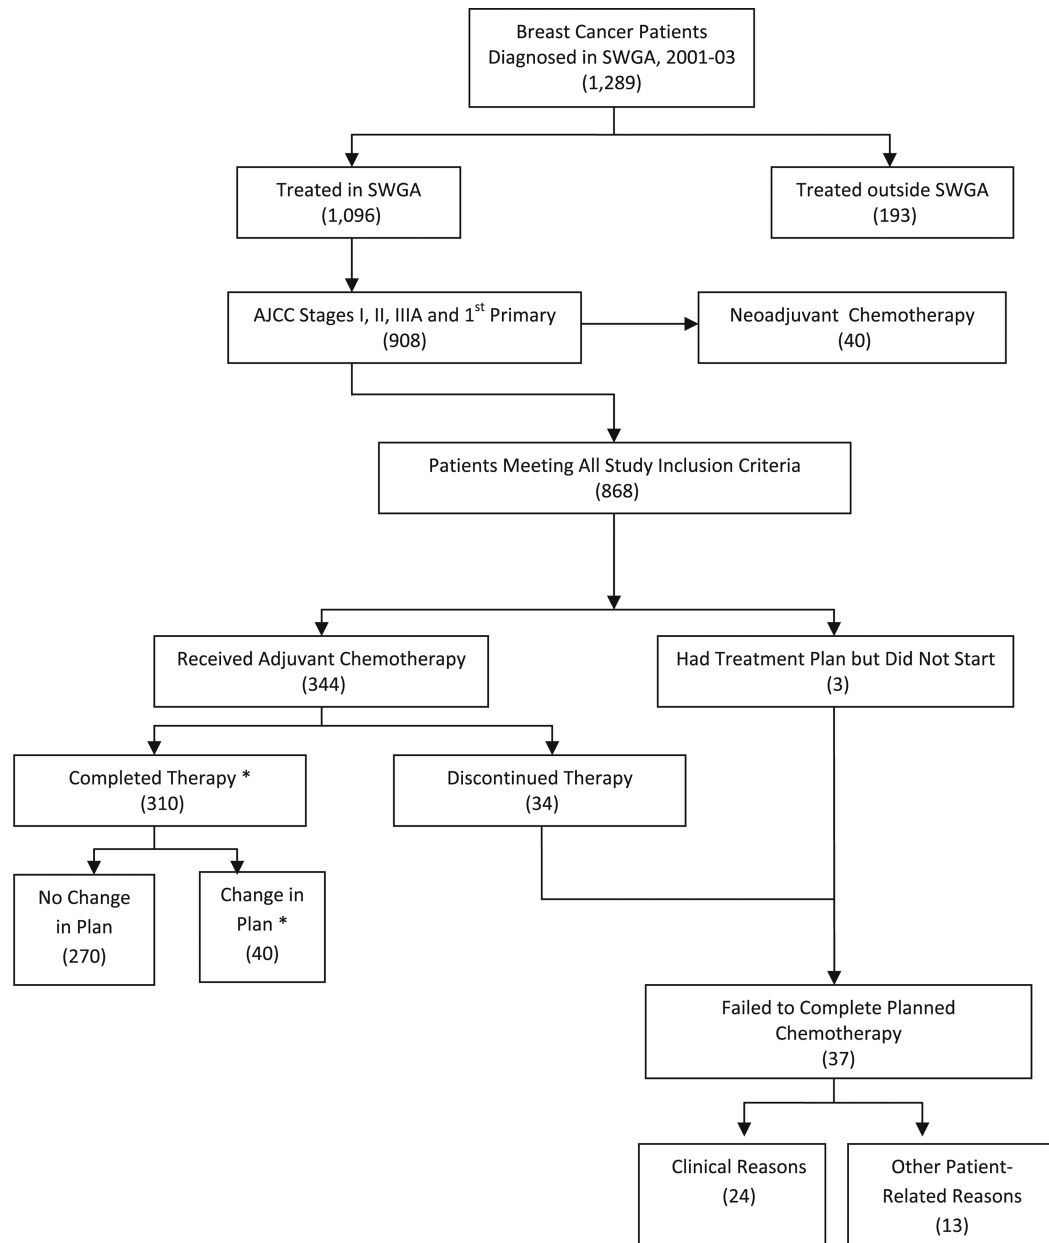 Breast Cancer Patients
Diagnosed in SWGA, 2001-03
(1,289)
Treated in SWGA
(1,096)
Treated outside SWGA
(193)
AJCC Stages I, II, IIIA and 1st Primary
(908)
Neoadjuvant Chemotherapy
(40)
Patients Meeting All Study Inclusion Criteria
(868)
Received Adjuvant Chemotherapy
(344)
Had Treatment Plan but Did Not Start
(3)
Completed Therapy *
(310)
Discontinued Therapy
(34)
No Change
in Plan
(270)
Change in
Plan *
(40)
Failed to Complete Planned
Chemotherapy
(37)
Clinical Reasons
(24)
Other Patient-
Related Reasons
(13)